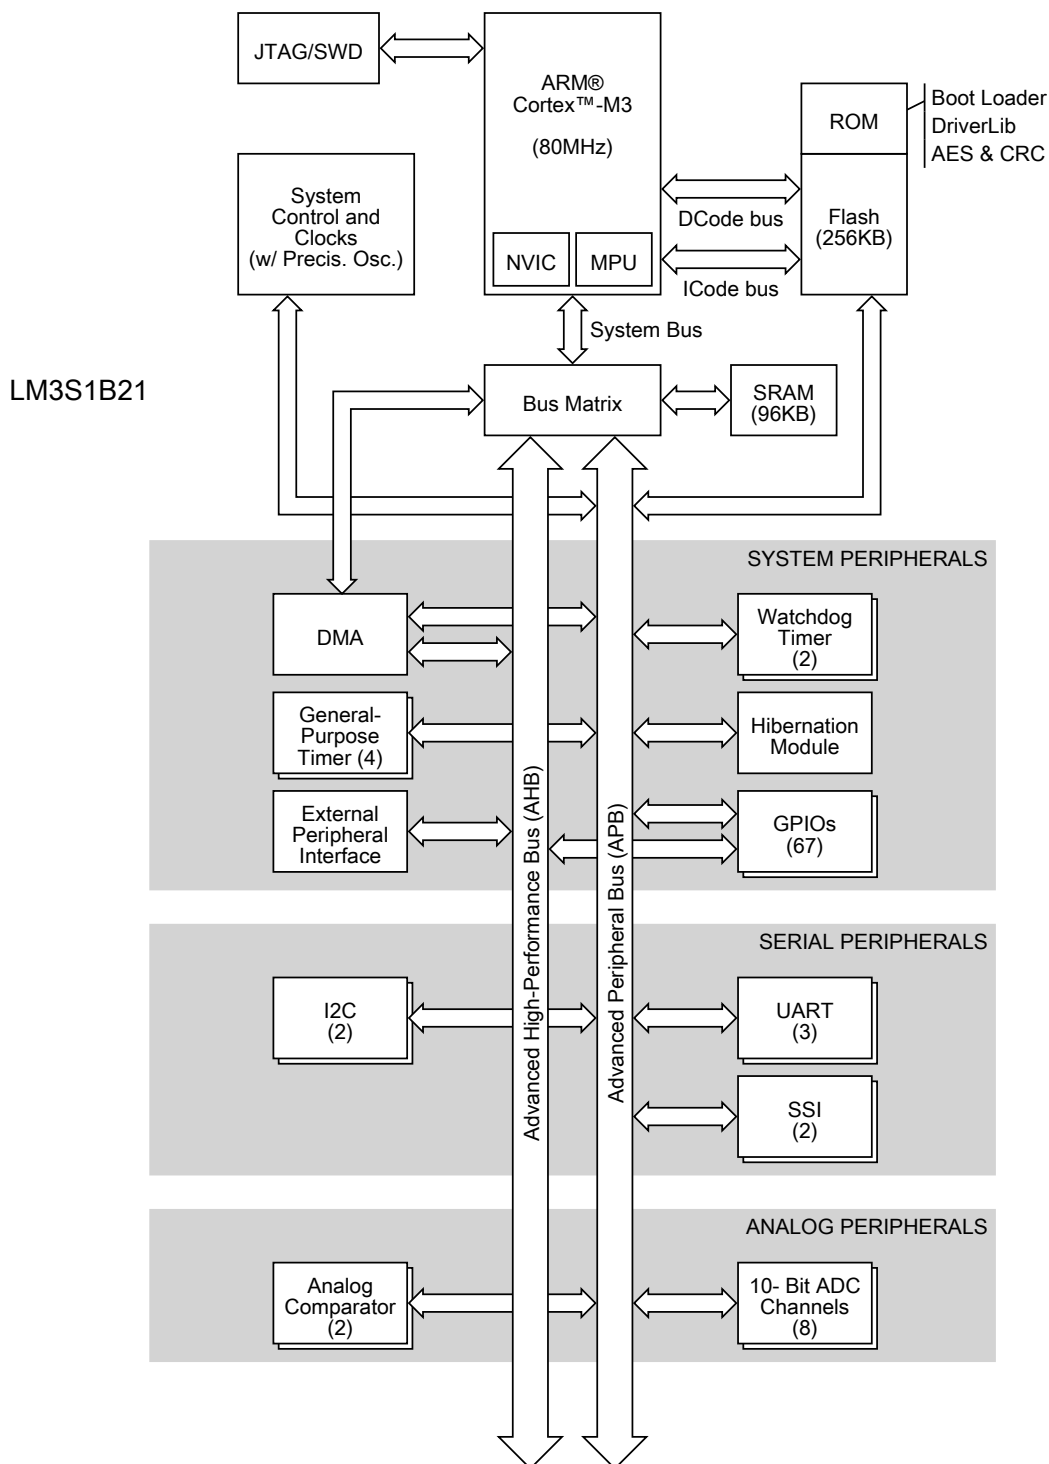 JTAG/SWD
ARM®
Cortex™-M3
(80MHz)
NVIC
MPU
ROM
Boot Loader
DriverLib
AES & CRC
Flash
(256KB)
System
Control and
Clocks
(w/ Precis. Osc.)
DCode bus
ICode bus
System Bus
LM3S1B21
Bus Matrix
SRAM
(96KB)
SYSTEM PERIPHERALS
DMA
Watchdog
Timer
(2)
General-
Purpose
Timer (4)
Hibernation
Module
External
Peripheral
Interface
GPIOs
(67)
Advanced High-Performance Bus (AHB)
Advanced Peripheral Bus (APB)
SERIAL PERIPHERALS
I2C
(2)
UART
(3)
SSI
(2)
ANALOG PERIPHERALS
Analog
Comparator
(2)
10- Bit ADC
Channels
(8)